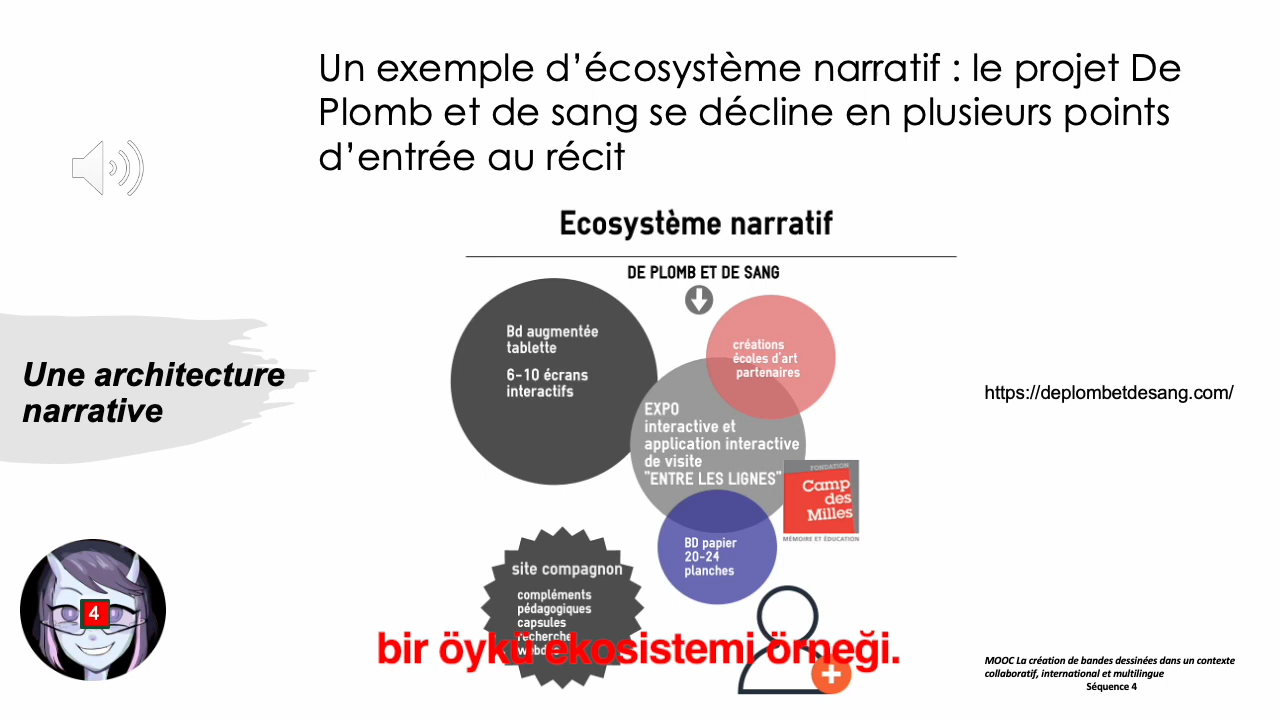 Un exemple d’écosystème narratif : le projet De
Plomb et de sang se décline en plusieurs points
d’entrée au récit
Ecosystème narratif
DE PLOMB ET DE SANG
Bd augmentée
tablette
6-10 écrans
interactifs
créations
écoles d'art
partenaires
Une architecture
narrative
https://deplombetdesang.com/
EXPO
interactive et
application interactive
de visite
"ENTRE LES LIGNES"
FONDATION
Camp
des
Milles
MÉMOIRE ET ÉDUCATION
BD papier
20-24
planches
site compagnon
compléments
pédagogiques
capsules
recherche
4
bir öykü ekosistemi örneği.
MOOC La création de bandes dessinées dans un contexte
collaboratif, international et multilingue
Séquence 4